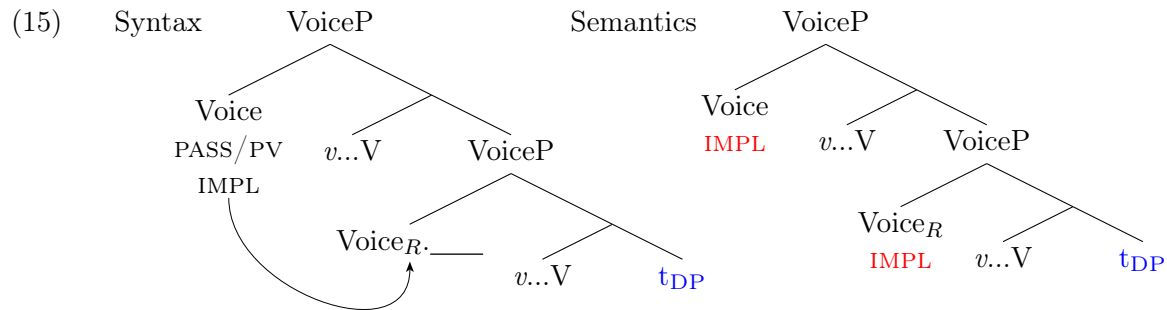 (15) Syntax VoiceP Semantics VoiceP
Voice Voice
PASS/PV v...V VoiceP IMPL v...V VoiceP
IMPL
Voice_R.___ v...V t_DP Voice_R
IMPL v...V t_DP